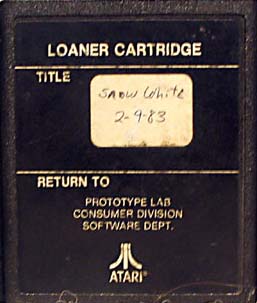 LOANER CARTRIDGE
TITLE
Snow White
2-9-83
RETURN TO
PROTOTYPE LAB
CONSUMER DIVISION
SOFTWARE DEPT.
ATARI®